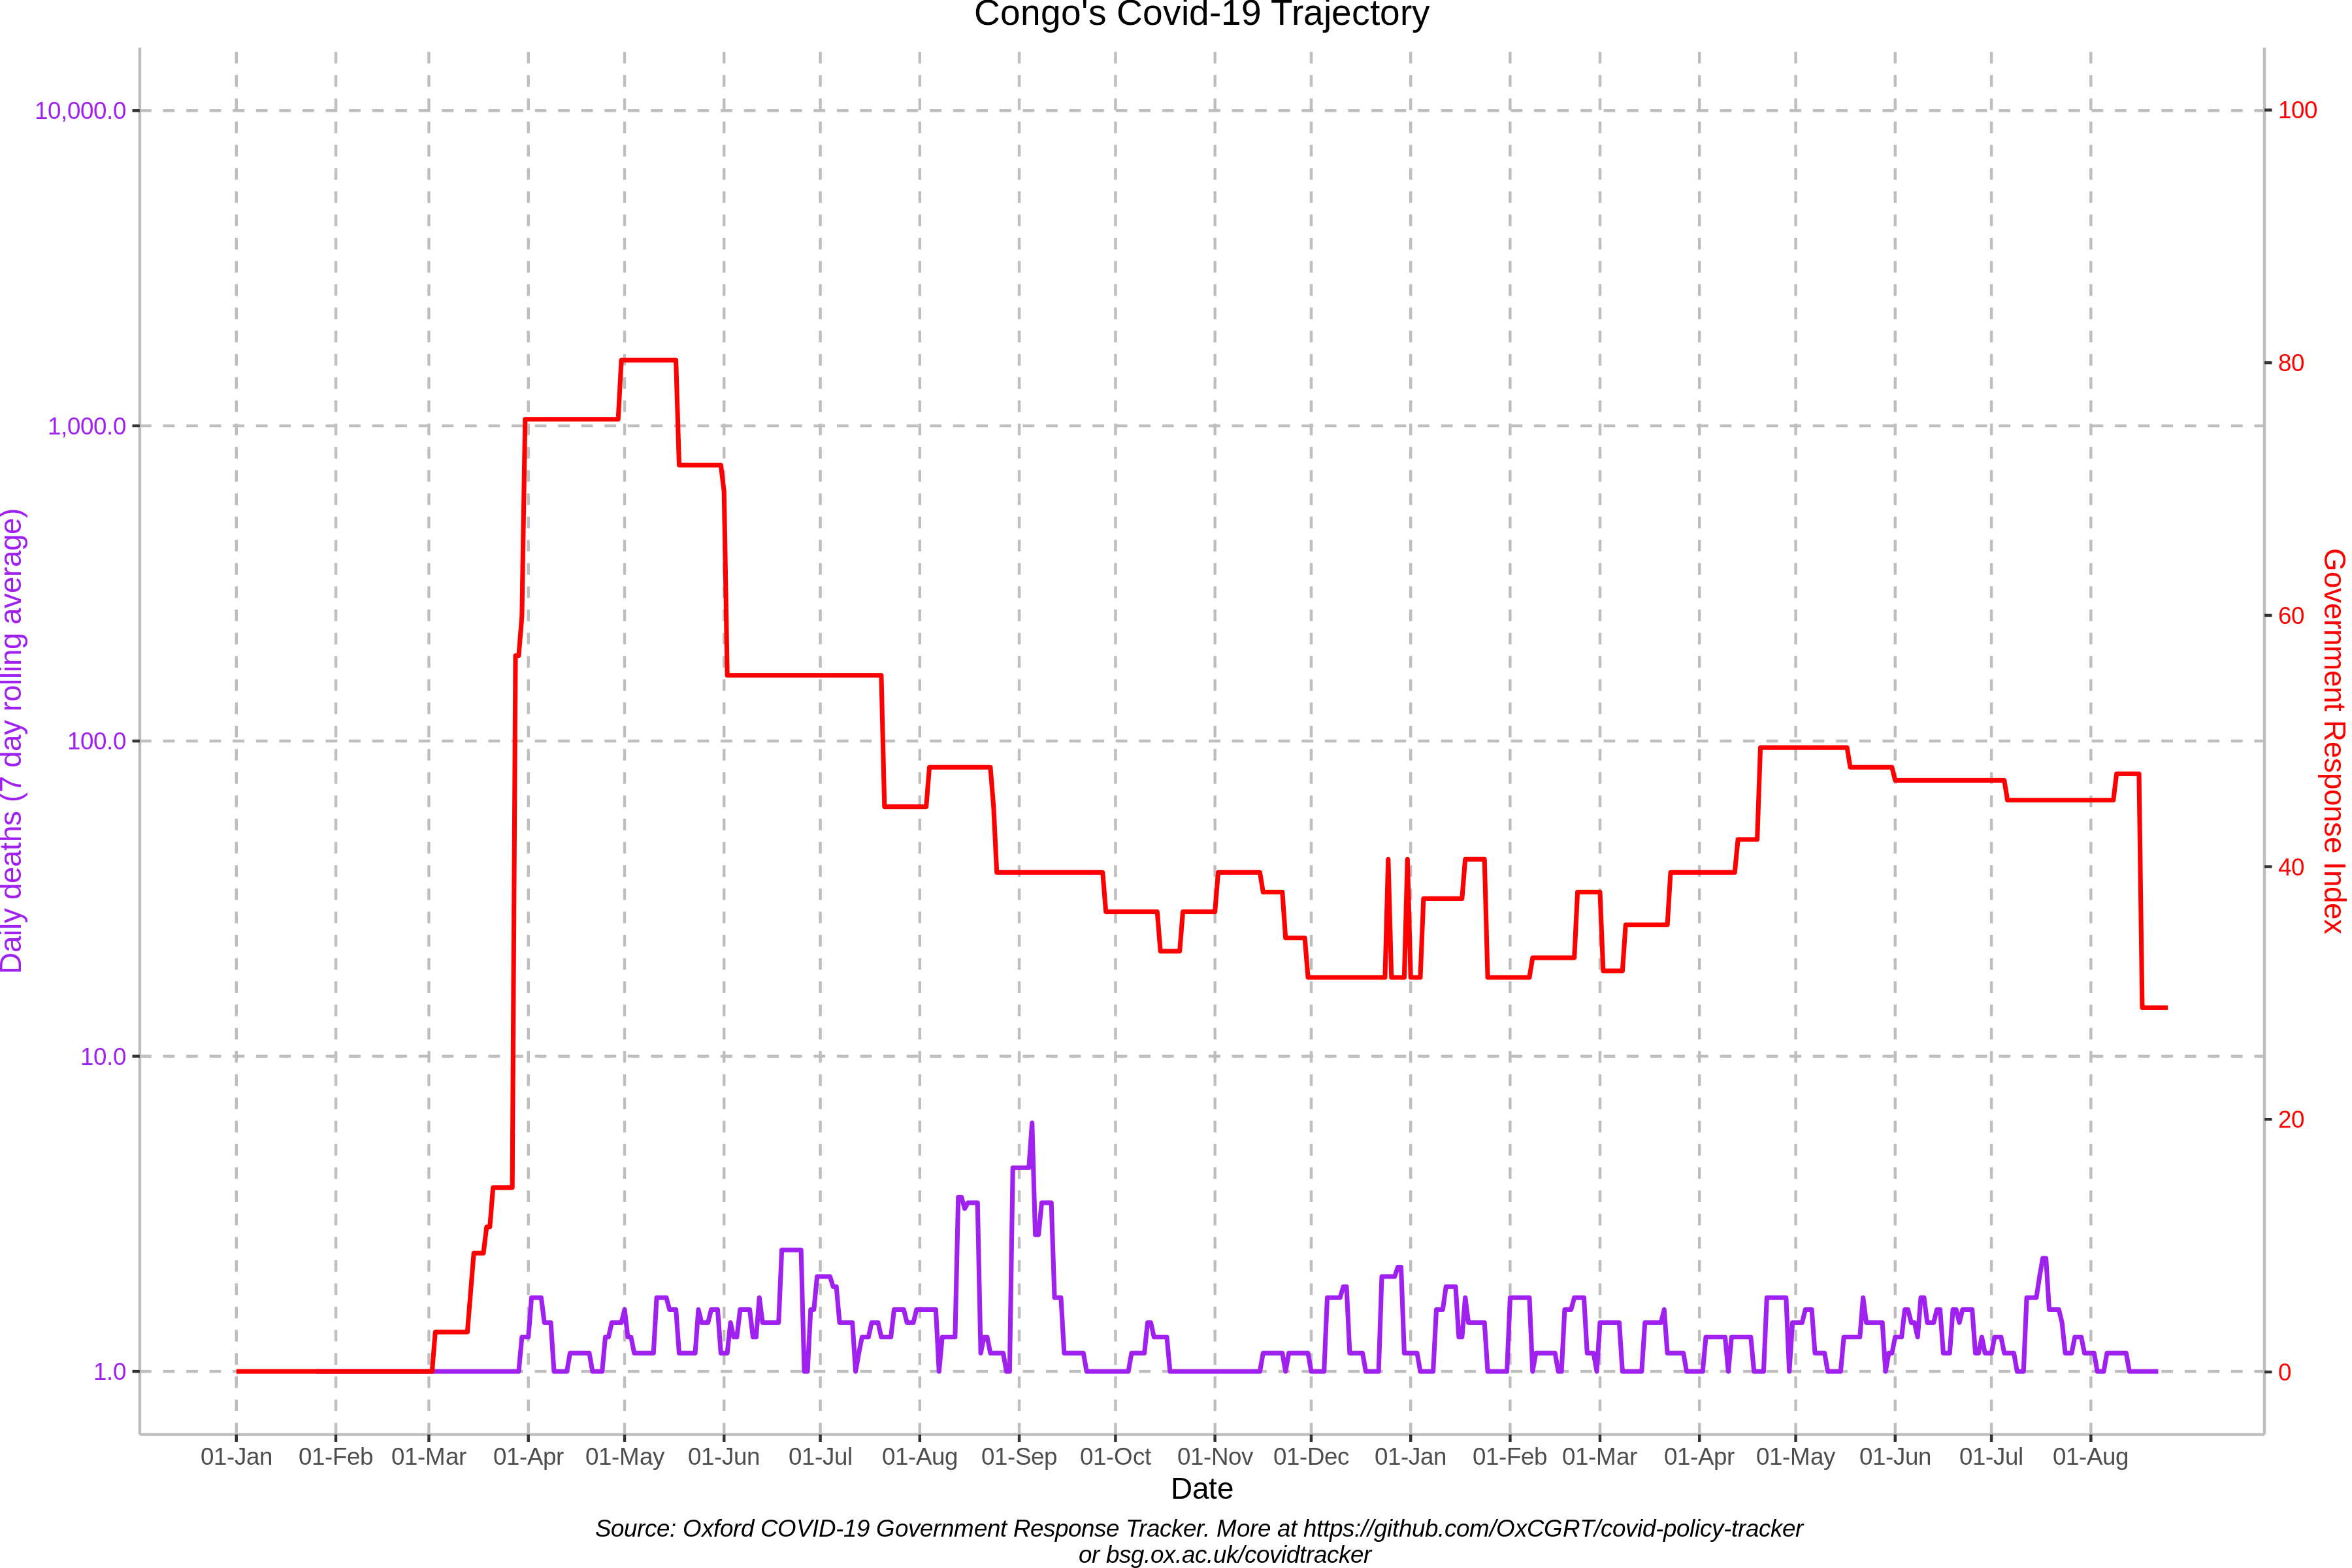 Congo's Covid-19 Trajectory
10,000.0
1,000.0
100.0
10.0
1.0
Daily deaths (7 day rolling average)
100
80
60
40
20
0
Government Response Index
01-Jan 01-Feb 01-Mar 01-Apr 01-May 01-Jun 01-Jul 01-Aug 01-Sep 01-Oct 01-Nov 01-Dec 01-Jan 01-Feb 01-Mar 01-Apr 01-May 01-Jun 01-Jul 01-Aug
Date
Source: Oxford COVID-19 Government Response Tracker. More at https://github.com/OxCGRT/covid-policy-tracker
or bsg.ox.ac.uk/covidtracker